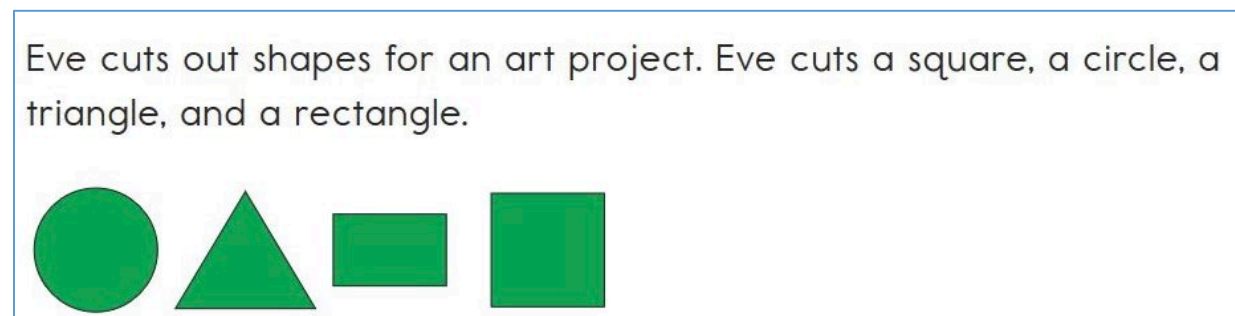 Eve cuts out shapes for an art project. Eve cuts a square, a circle, a
triangle, and a rectangle.